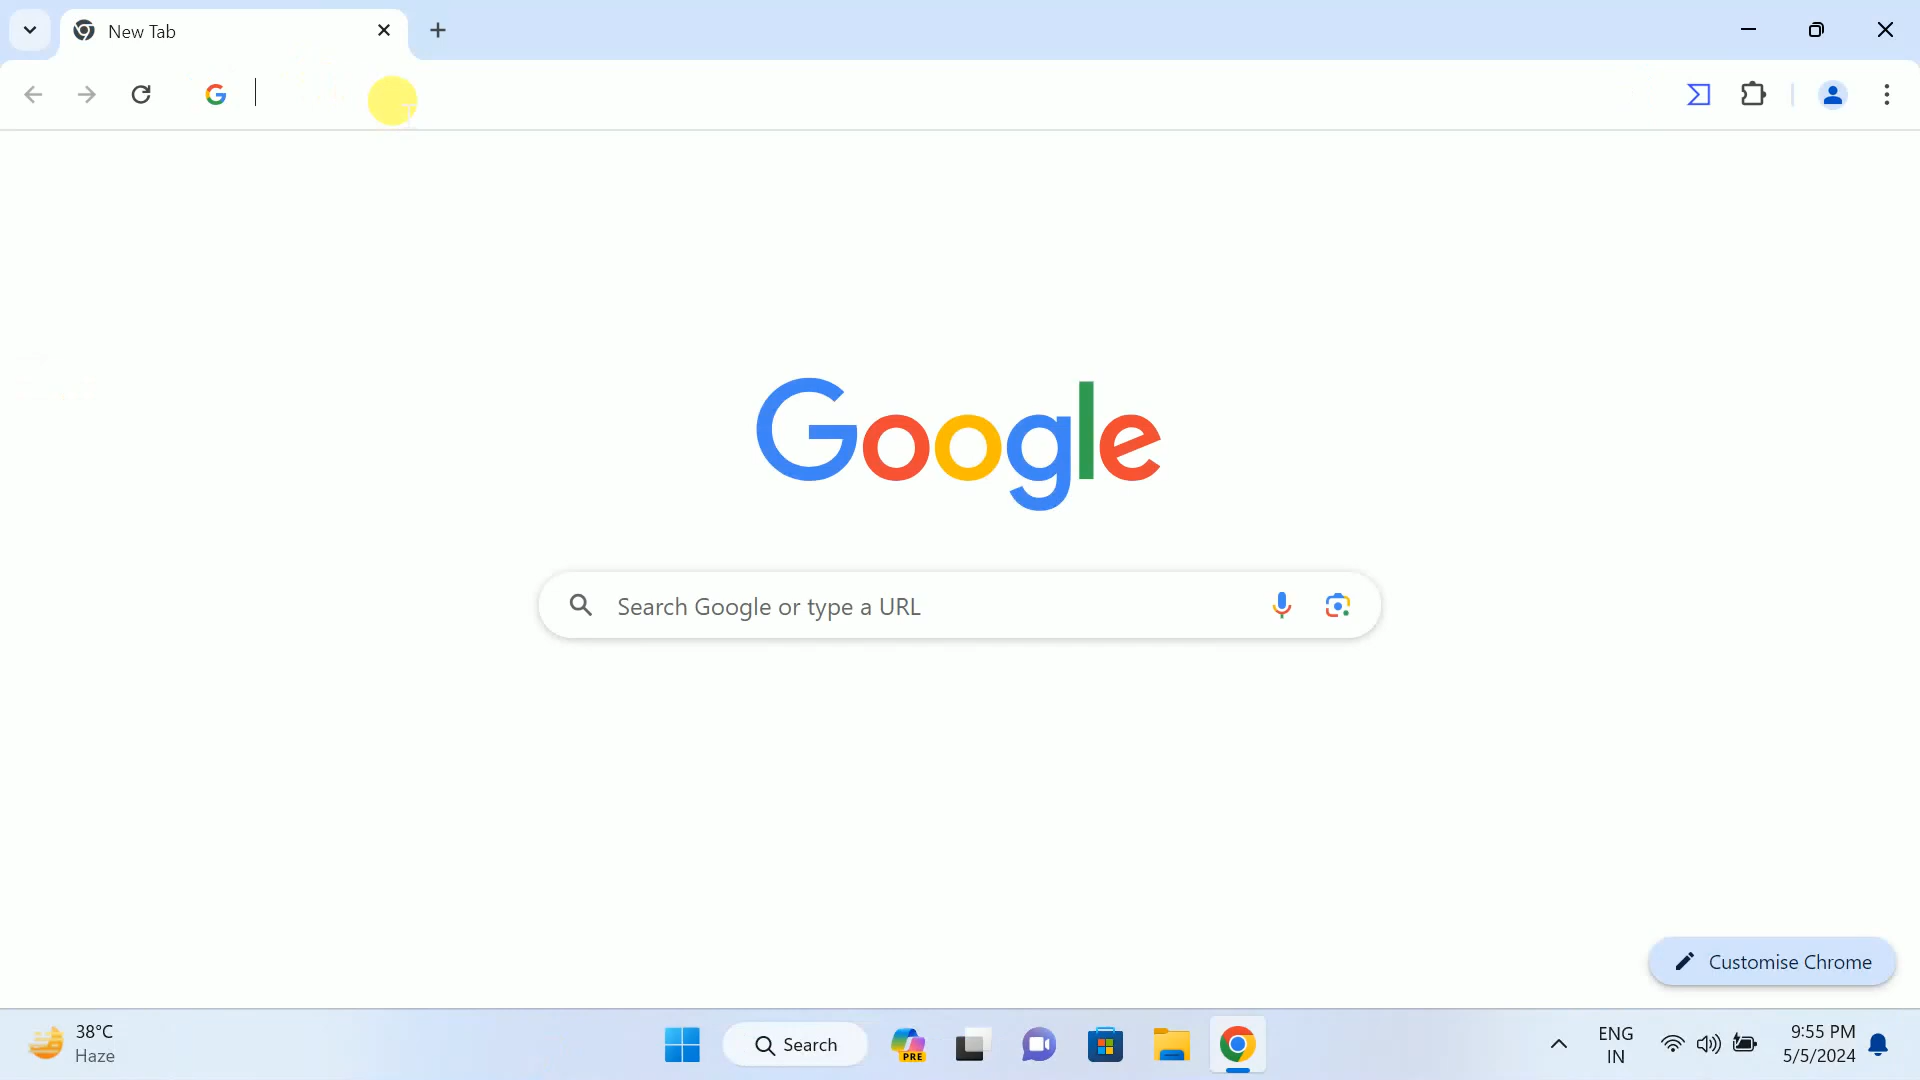 New Tab
Google
Search Google or type a URL
Customise Chrome
38°C
Haze
Search
PRE
ENG
IN
9:55 PM
5/5/2024